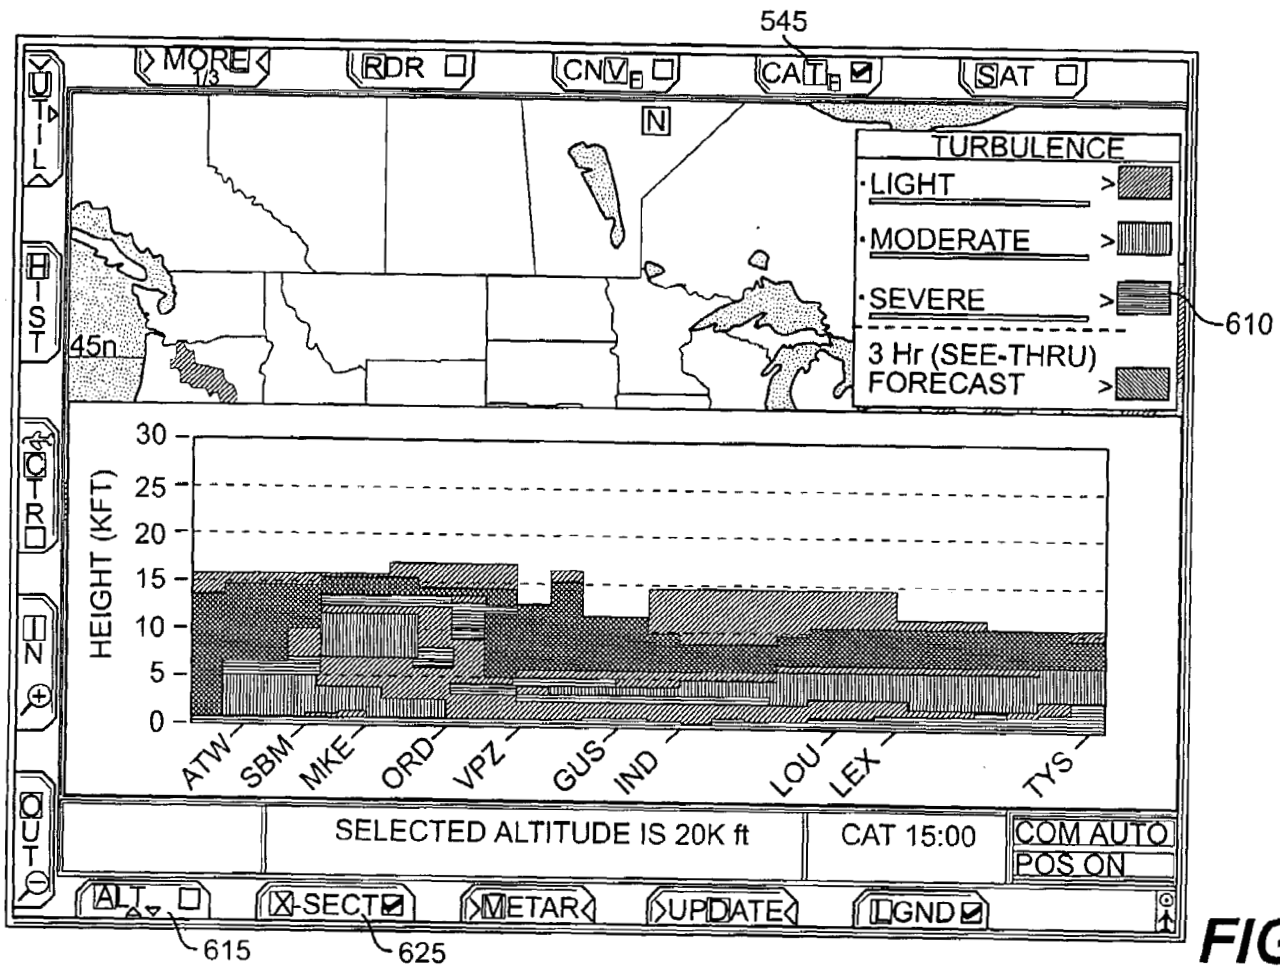 545
>MORE<
1/3
RDR
CNVF
CATF
SAT
UTIL
HIST
CTR
IN
OUT
N
45n
TURBULENCE
LIGHT >
MODERATE >
SEVERE >
610
3 Hr (SEE-THRU)
FORECAST >
HEIGHT (KFT)
30
25
20
15
10
5
0
ATW
SBM
MKE
ORD
VPZ
GUS
IND
LOU
LEX
TYS
SELECTED ALTITUDE IS 20K ft
CAT 15:00
COM AUTO
POS ON
ALT
X-SECT
>METAR<
>UPDATE<
LGND
615
625
FIG